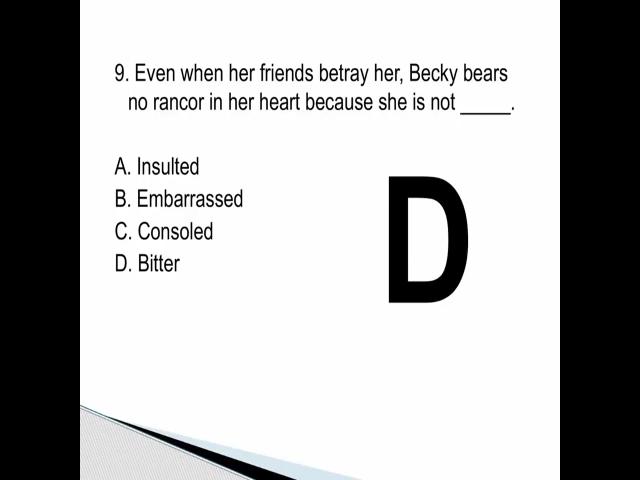 9. Even when her friends betray her, Becky bears
no rancor in her heart because she is not _____.
A. Insulted
B. Embarrassed
C. Consoled
D. Bitter
D